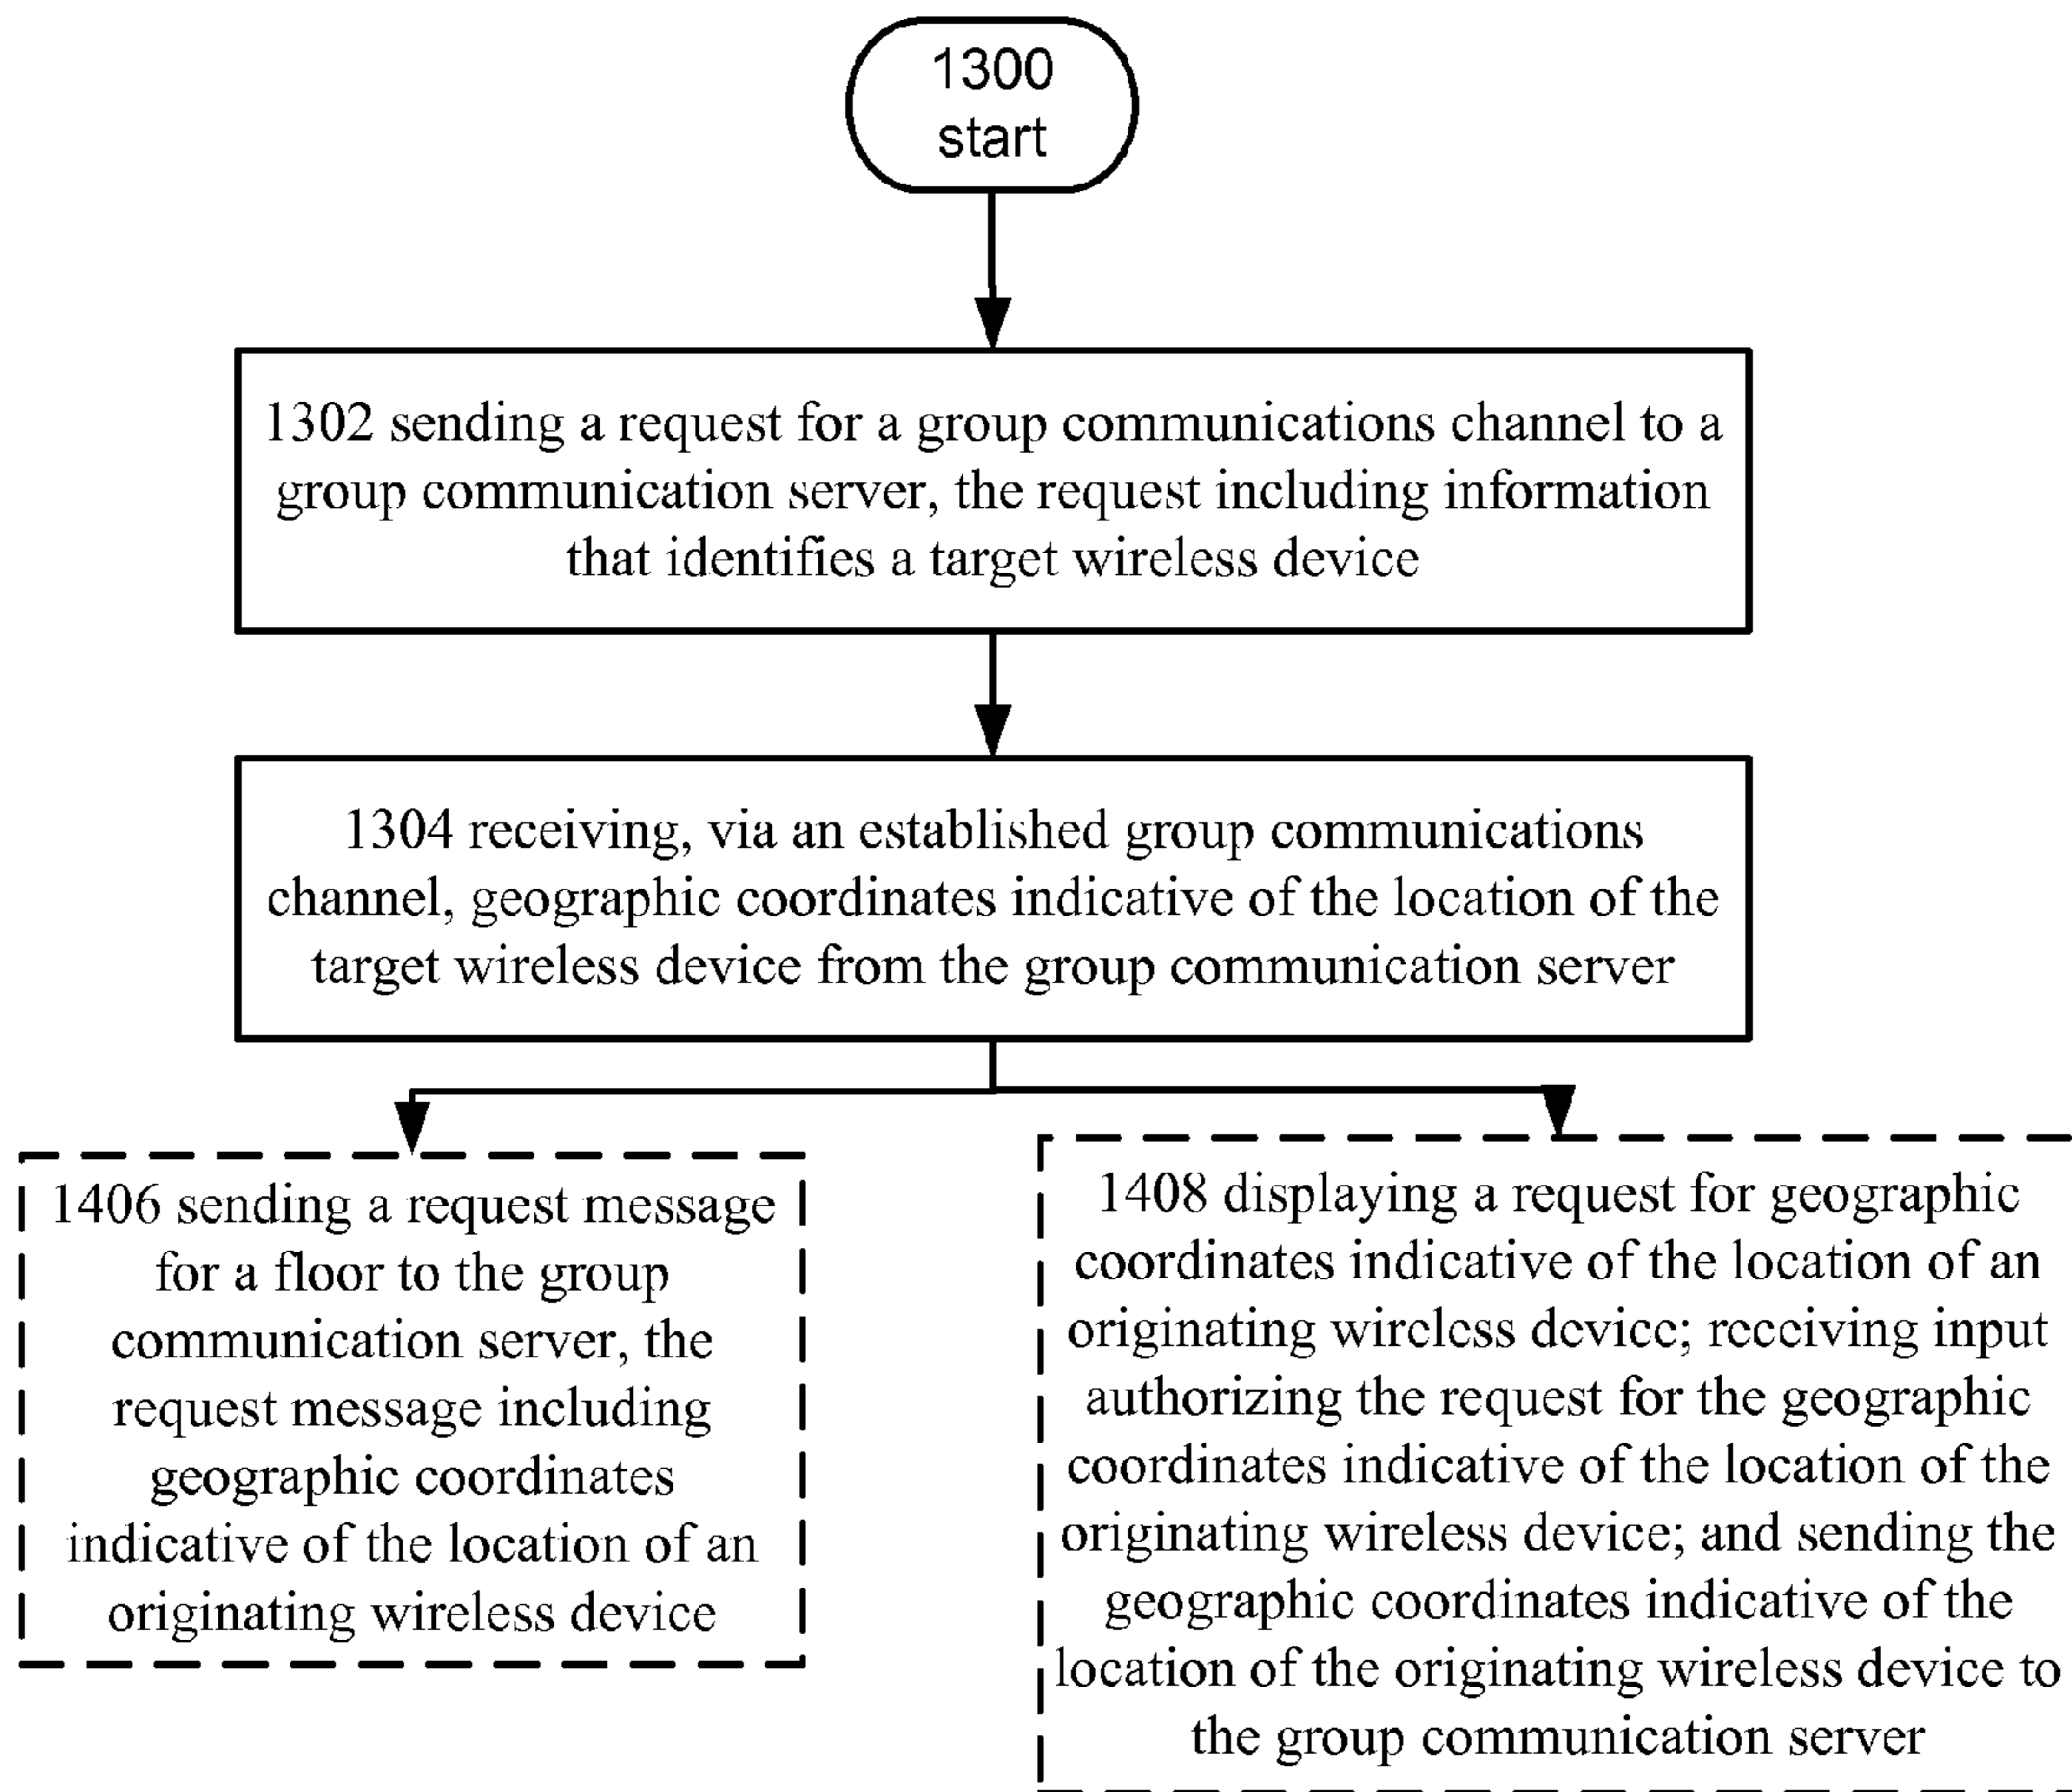 1300
start
1302 sending a request for a group communications channel to a
group communication server, the request including information
that identifies a target wireless device
1304 receiving, via an established group communications
channel, geographic coordinates indicative of the location of the
target wireless device from the group communication server
1406 sending a request message
for a floor to the group
communication server, the
request message including
geographic coordinates
indicative of the location of an
originating wireless device
1408 displaying a request for geographic
coordinates indicative of the location of an
originating wireless device; receiving input
authorizing the request for the geographic
coordinates indicative of the location of the
originating wireless device; and sending the
geographic coordinates indicative of the
location of the originating wireless device to
the group communication server